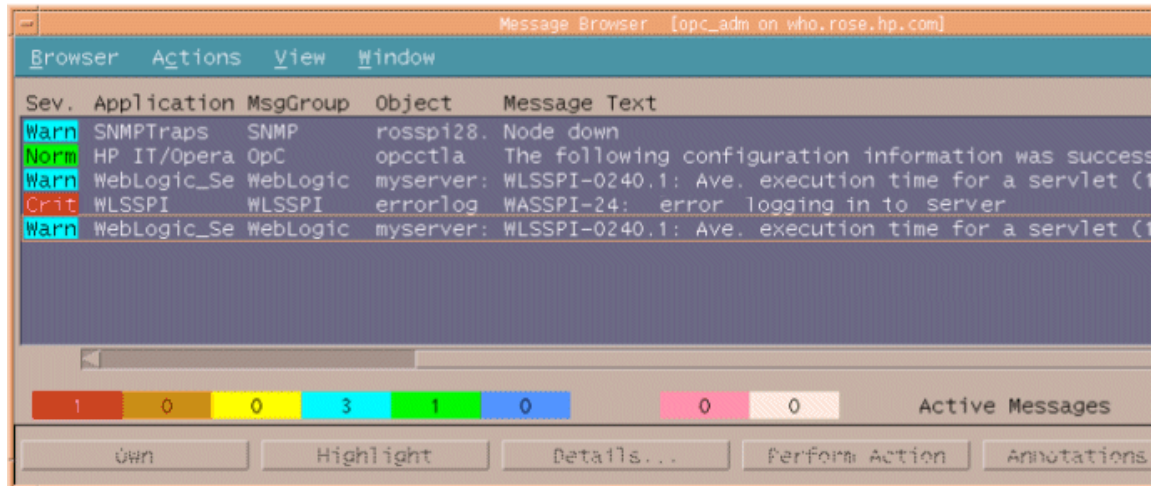 Message Browser [opc_adm on who.rose.hp.com]
Browser Actions View Window
Sev. Application MsgGroup Object Message Text
Warn SNMPTraps SNMP rosspi28. Node down
Norm HP IT/Opera OpC opcctla The following configuration information was success
Warn WebLogic_Se WebLogic myserver: WLSSPI-0240.1: Ave. execution time for a servlet (1
Crit WLSSPI WLSSPI errorlog WASSPI-24: error logging in to server
Warn WebLogic_Se WebLogic myserver: WLSSPI-0240.1: Ave. execution time for a servlet (1
1 0 0 3 1 0 0 0 Active Messages
Own Highlight Details... Perform Action Annotations